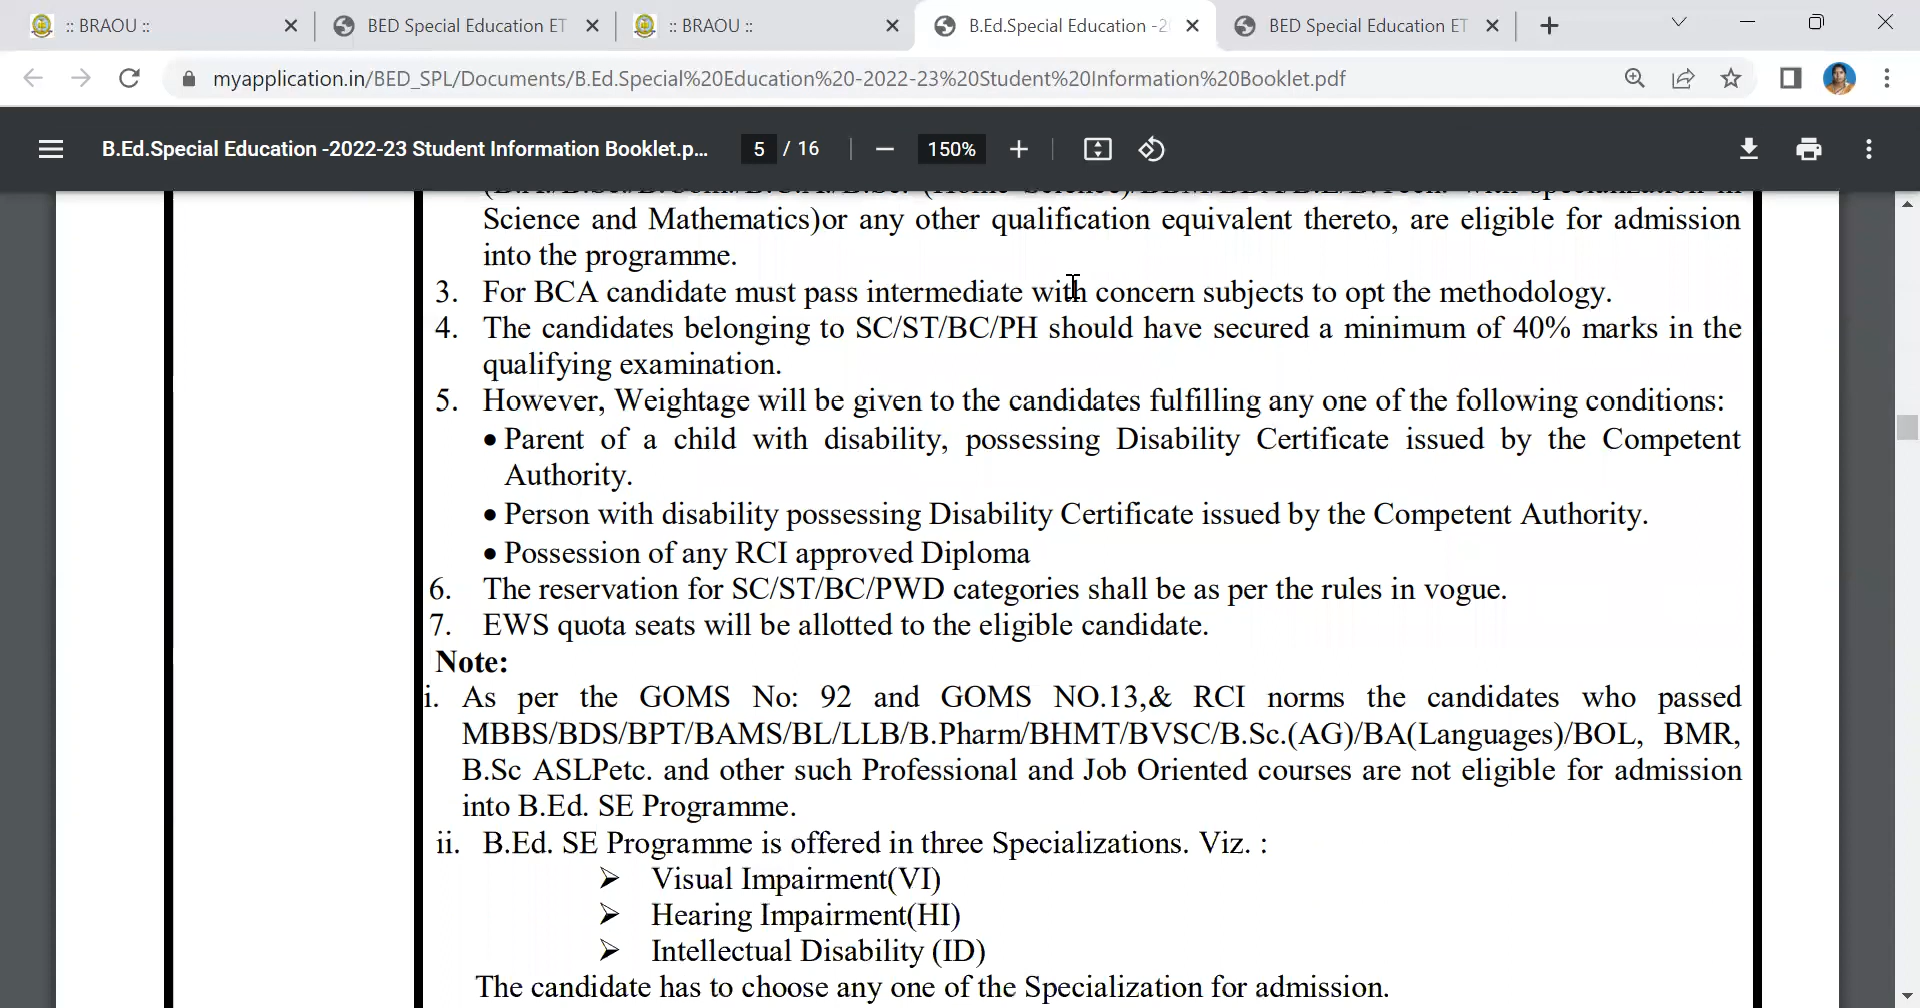 :: BRAOU ::
BED Special Education ET
:: BRAOU ::
B.Ed.Special Education -2
BED Special Education ET
myapplication.in/BED_SPL/Documents/B.Ed.Special%20Education%20-2022-23%20Student%20Information%20Booklet.pdf
B.Ed.Special Education -2022-23 Student Information Booklet.p...
5 / 16
150%
Science and Mathematics)or any other qualification equivalent thereto, are eligible for admission
into the programme.
3. For BCA candidate must pass intermediate with concern subjects to opt the methodology.
4. The candidates belonging to SC/ST/BC/PH should have secured a minimum of 40% marks in the
qualifying examination.
5. However, Weightage will be given to the candidates fulfilling any one of the following conditions:
• Parent of a child with disability, possessing Disability Certificate issued by the Competent
Authority.
• Person with disability possessing Disability Certificate issued by the Competent Authority.
• Possession of any RCI approved Diploma
6. The reservation for SC/ST/BC/PWD categories shall be as per the rules in vogue.
7. EWS quota seats will be allotted to the eligible candidate.
Note:
i. As per the GOMS No: 92 and GOMS NO.13,& RCI norms the candidates who passed
MBBS/BDS/BPT/BAMS/BL/LLB/B.Pharm/BHMT/BVSC/B.Sc.(AG)/BA(Languages)/BOL, BMR,
B.Sc ASLPetc. and other such Professional and Job Oriented courses are not eligible for admission
into B.Ed. SE Programme.
ii. B.Ed. SE Programme is offered in three Specializations. Viz. :
➢ Visual Impairment(VI)
➢ Hearing Impairment(HI)
➢ Intellectual Disability (ID)
The candidate has to choose any one of the Specialization for admission.